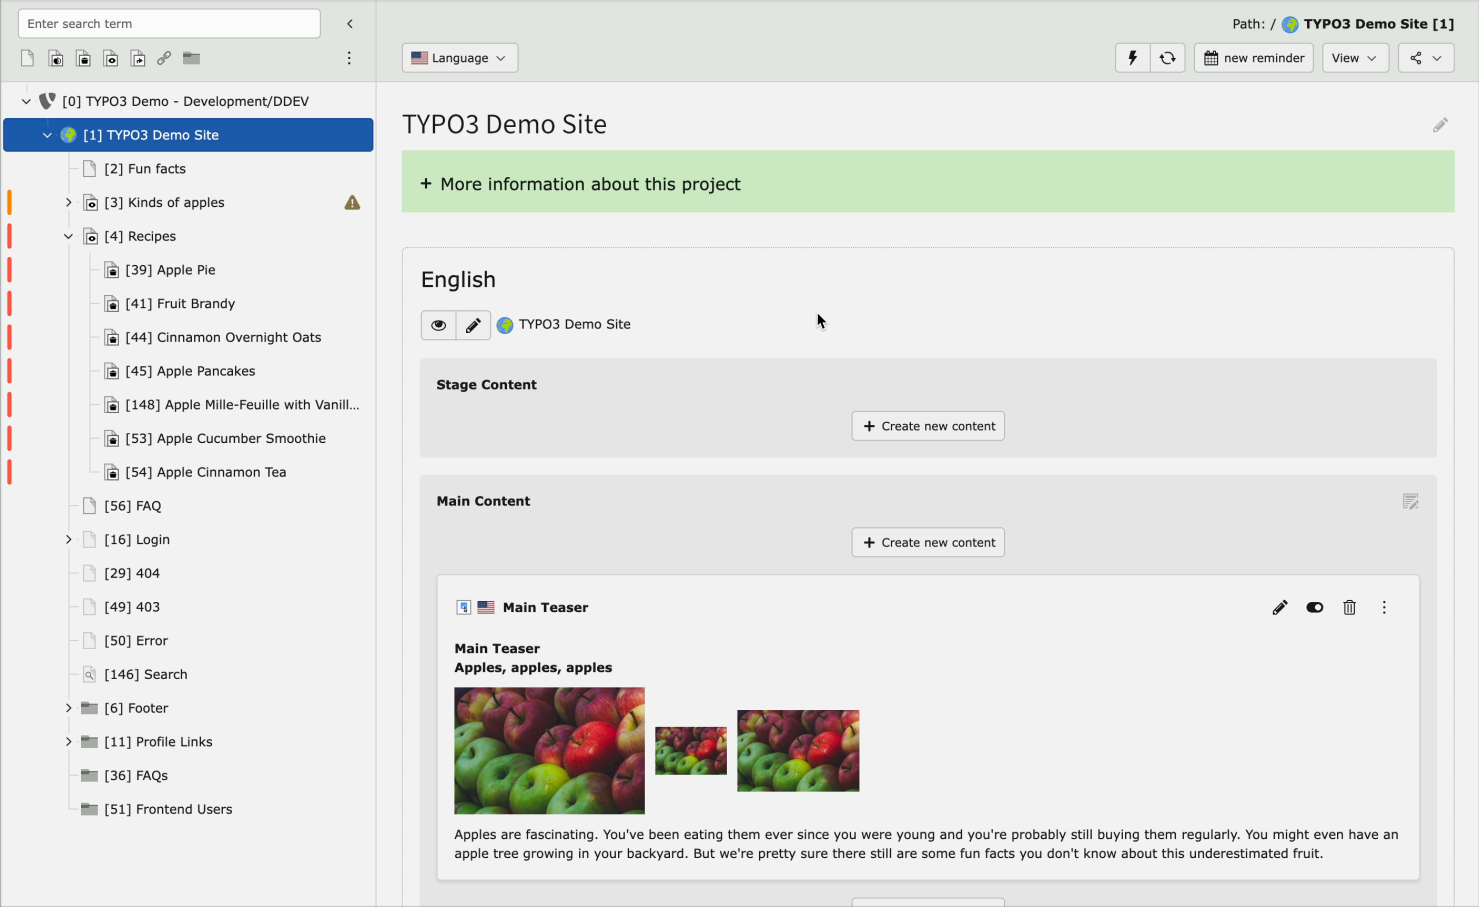 Enter search term
Path: / TYPO3 Demo Site [1]
Language
new reminder
View
[0] TYPO3 Demo - Development/DDEV
[1] TYPO3 Demo Site
[2] Fun facts
[3] Kinds of apples
[4] Recipes
[39] Apple Pie
[41] Fruit Brandy
[44] Cinnamon Overnight Oats
[45] Apple Pancakes
[148] Apple Mille-Feuille with Vanill...
[53] Apple Cucumber Smoothie
[54] Apple Cinnamon Tea
[56] FAQ
[16] Login
[29] 404
[49] 403
[50] Error
[146] Search
[6] Footer
[11] Profile Links
[36] FAQs
[51] Frontend Users
TYPO3 Demo Site
+ More information about this project
English
TYPO3 Demo Site
Stage Content
+ Create new content
Main Content
+ Create new content
Main Teaser
Main Teaser
Apples, apples, apples
Apples are fascinating. You've been eating them ever since you were young and you're probably still buying them regularly. You might even have an
apple tree growing in your backyard. But we're pretty sure there still are some fun facts you don't know about this underestimated fruit.